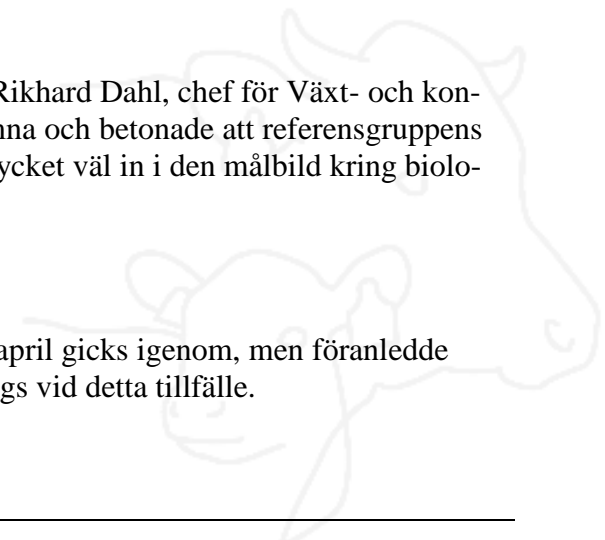 Rikhard Dahl, chef för Växt- och kon-
nna och betonade att referensgruppens
ycket väl in i den målbild kring biolo-
april gicks igenom, men föranledde
gs vid detta tillfälle.